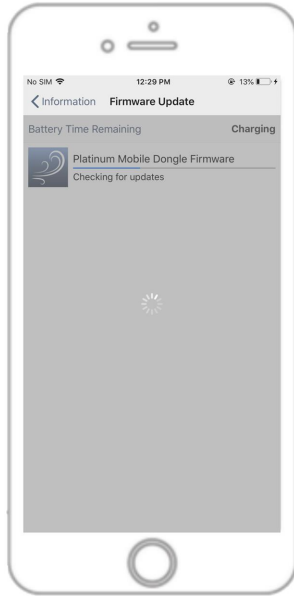 No SIM 12:29 PM 13%
Information Firmware Update
Battery Time Remaining Charging
Platinum Mobile Dongle Firmware
Checking for updates